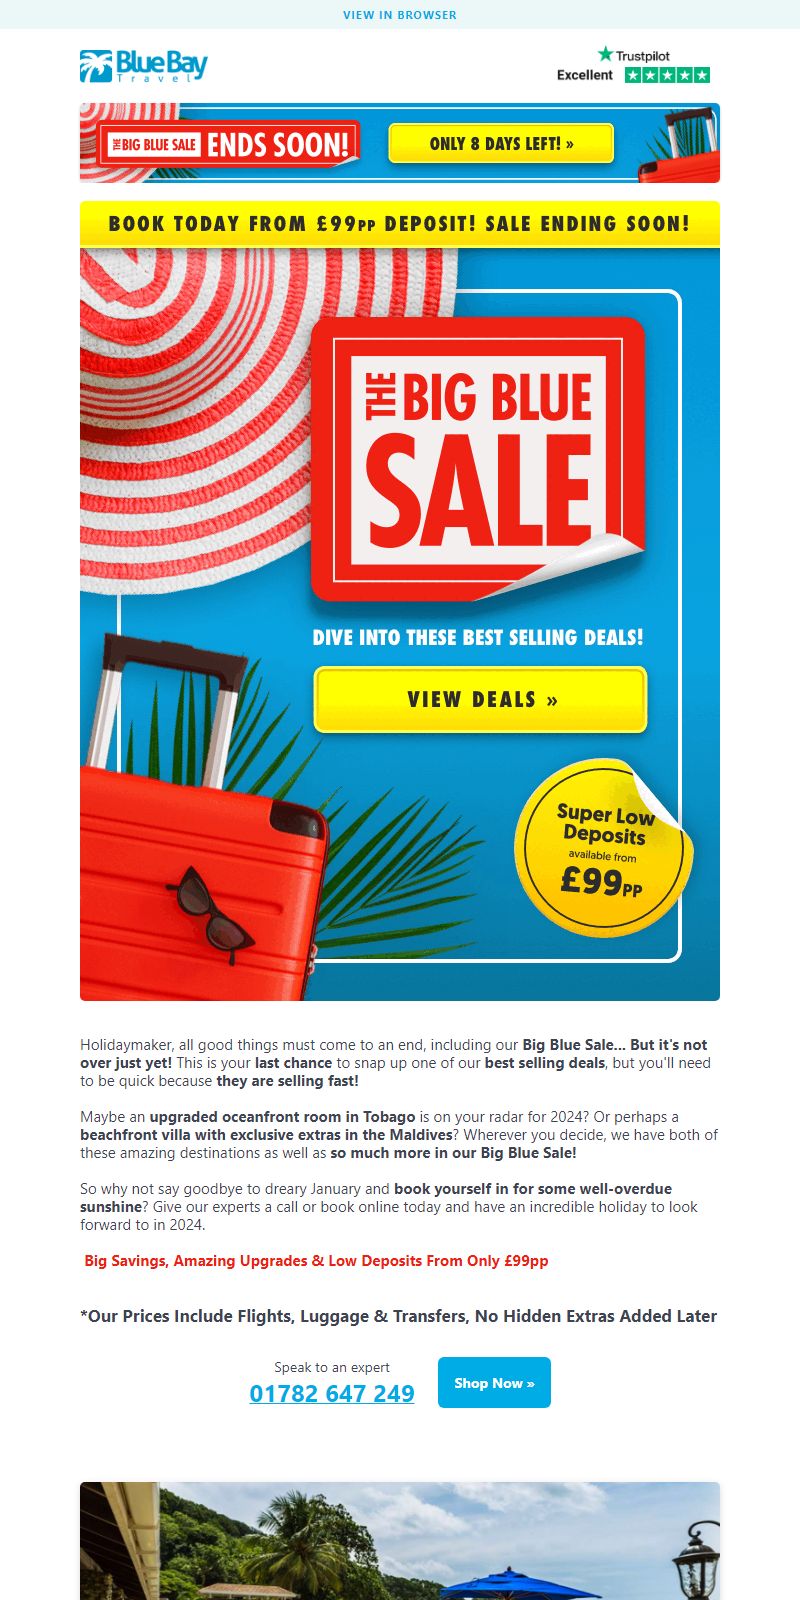 VIEW IN BROWSER
Blue Bay
Travel
Trustpilot
Excellent
THE BIG BLUE SALE ENDS SOON!
ONLY 8 DAYS LEFT! »
BOOK TODAY FROM £99PP DEPOSIT! SALE ENDING SOON!
THE BIG BLUE
SALE
DIVE INTO THESE BEST SELLING DEALS!
VIEW DEALS »
Super Low
Deposits
available from
£99PP
Holidaymaker, all good things must come to an end, including our Big Blue Sale... But it's not
over just yet! This is your last chance to snap up one of our best selling deals, but you'll need
to be quick because they are selling fast!
Maybe an upgraded oceanfront room in Tobago is on your radar for 2024? Or perhaps a
beachfront villa with exclusive extras in the Maldives? Wherever you decide, we have both of
these amazing destinations as well as so much more in our Big Blue Sale!
So why not say goodbye to dreary January and book yourself in for some well-overdue
sunshine? Give our experts a call or book online today and have an incredible holiday to look
forward to in 2024.
Big Savings, Amazing Upgrades & Low Deposits From Only £99pp
*Our Prices Include Flights, Luggage & Transfers, No Hidden Extras Added Later
Speak to an expert
01782 647 249
Shop Now »